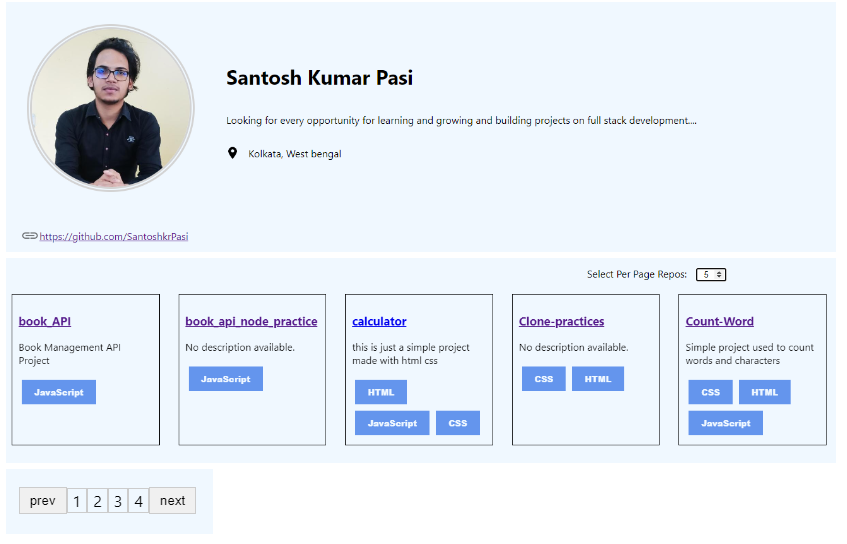 Santosh Kumar Pasi
Looking for every opportunity for learning and growing and building projects on full stack development....
Kolkata, West bengal
https://github.com/SantoshkrPasi
Select Per Page Repos: 5
book_API
Book Management API
Project
JavaScript
book_api_node_practice
No description available.
JavaScript
calculator
this is just a simple project
made with html css
HTML
JavaScript CSS
Clone-practices
No description available.
CSS HTML
Count-Word
Simple project used to count
words and characters
CSS HTML
JavaScript
prev 1 2 3 4 next